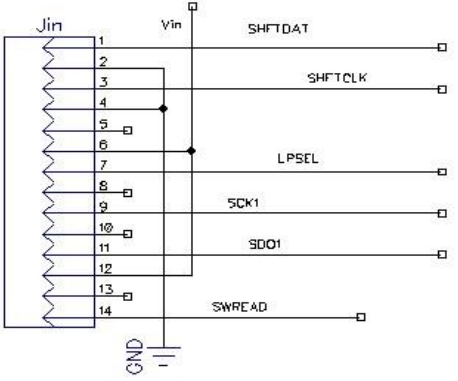 Jin
Vin
SHFTDAT
1
2
SHFTCLK
3
4
5
6
LPSEL
7
8
SCK1
9
10
SDO1
11
12
13
SWREAD
14
GND